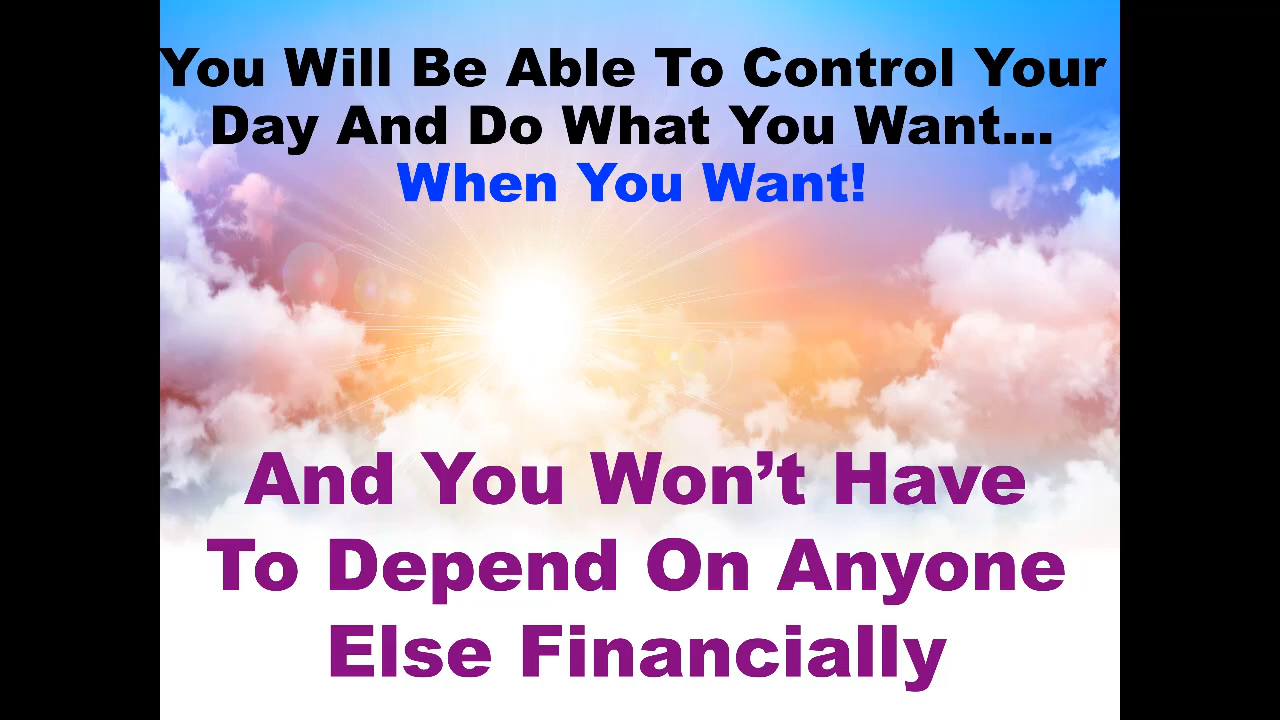 You Will Be Able To Control Your
Day And Do What You Want...
When You Want!
And You Won’t Have
To Depend On Anyone
Else Financially